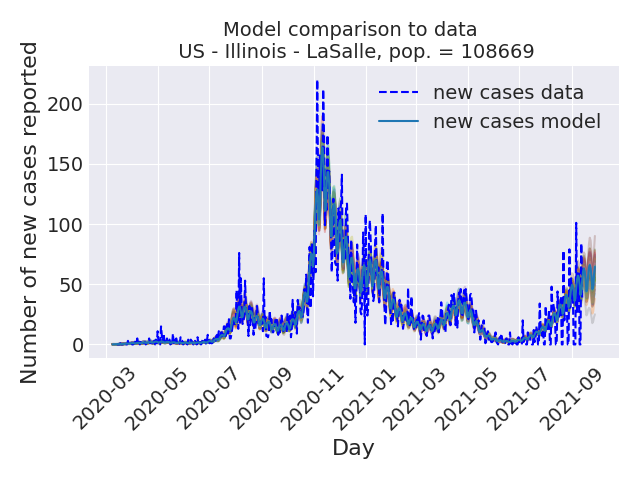 Model comparison to data
US - Illinois - LaSalle, pop. = 108669
new cases data
new cases model
Number of new cases reported
200
150
100
50
0
2020-03
2020-05
2020-07
2020-09
2020-11
2021-01
2021-03
2021-05
2021-07
2021-09
Day